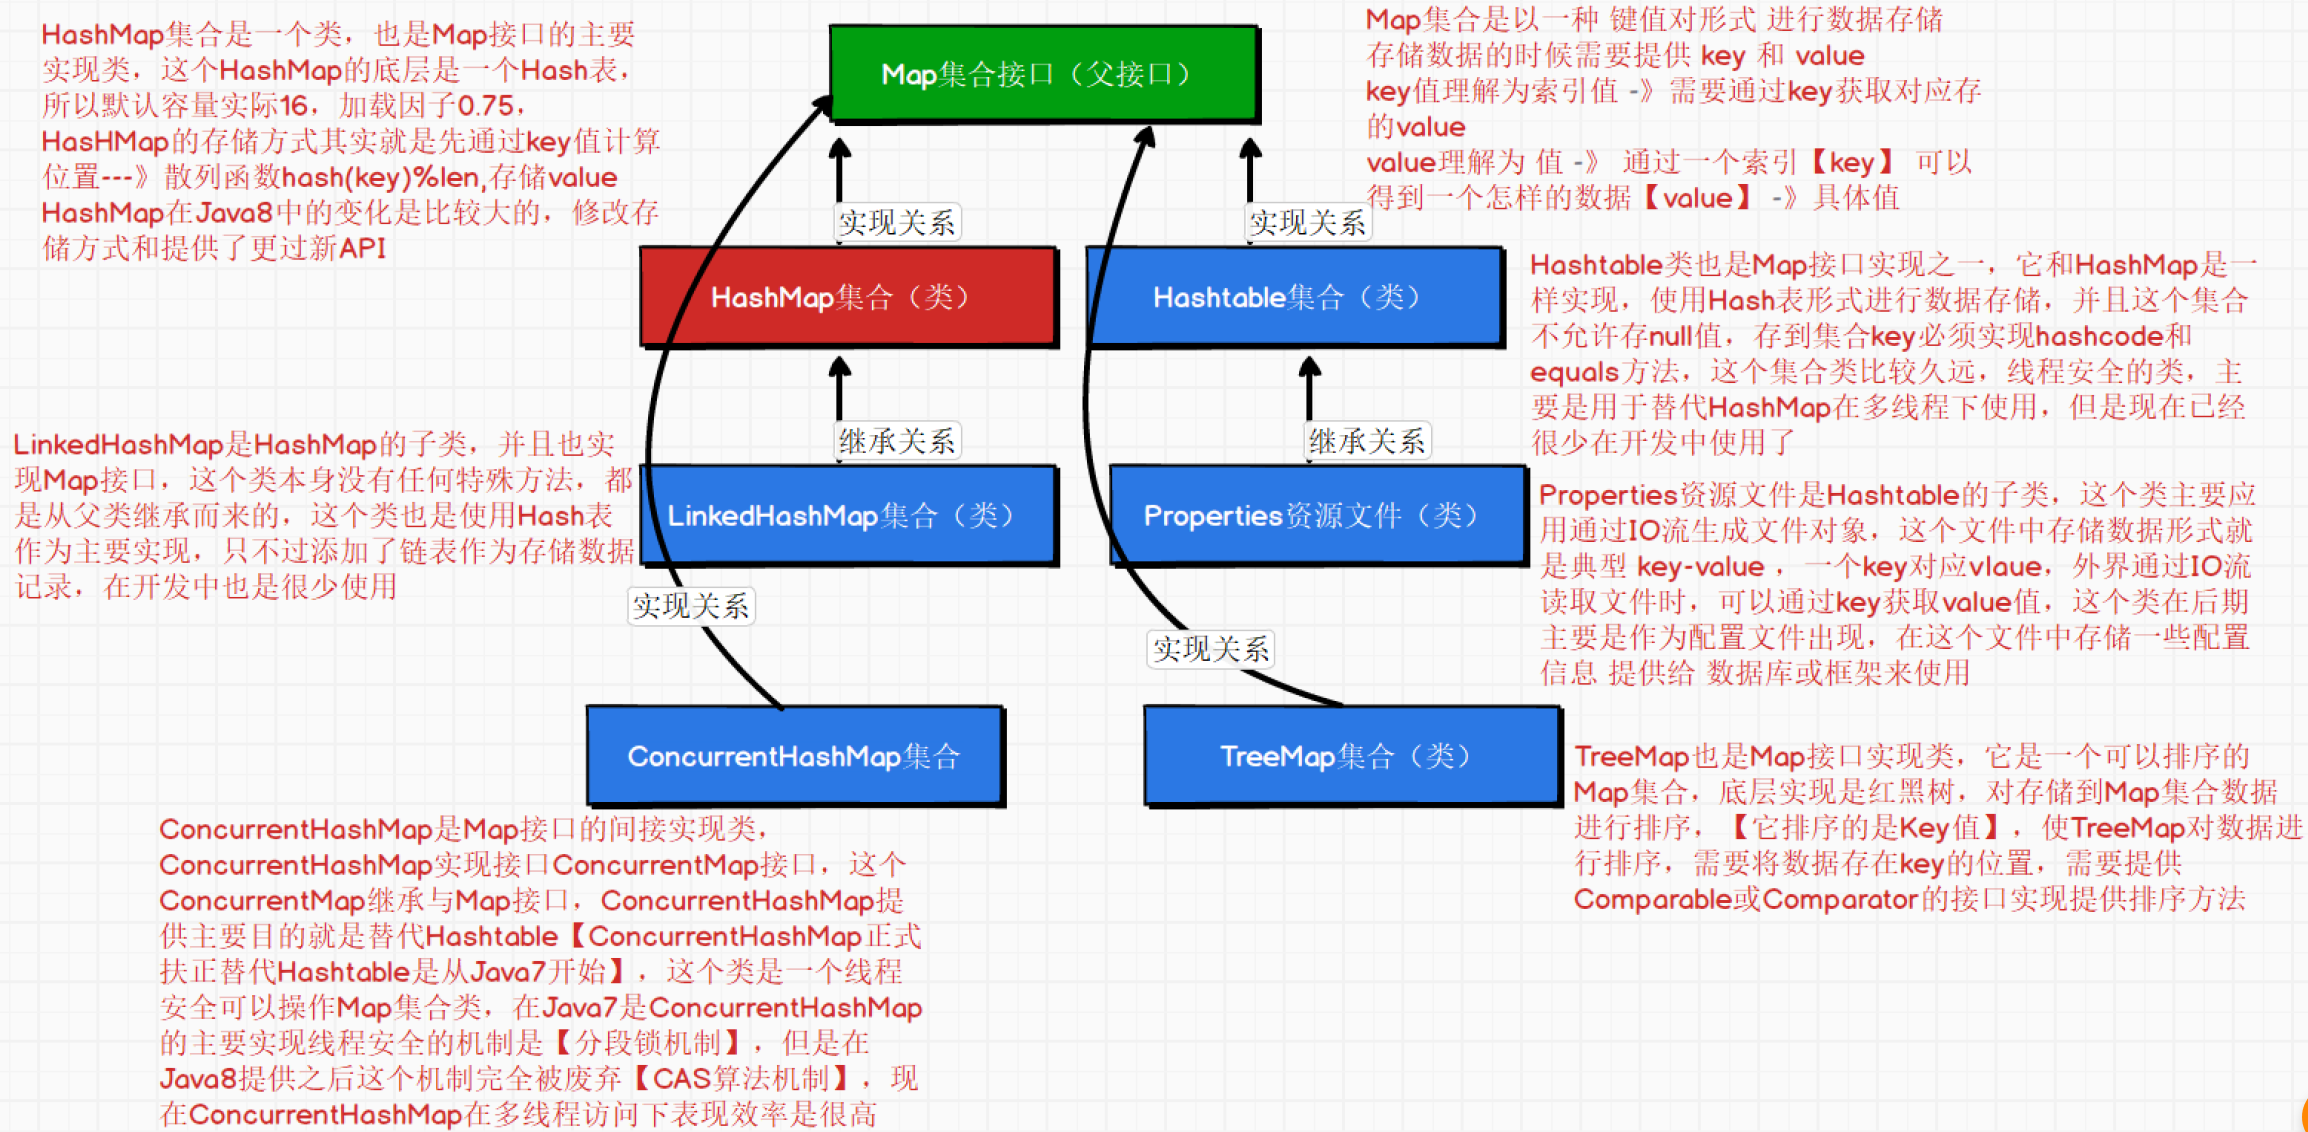 HashMap集合是一个类，也是Map接口的主要
实现类，这个HashMap的底层是一个Hash表，
所以默认容量实际16，加载因子0.75，
HasHMap的存储方式其实就是先通过key值计算
位置---》散列函数hash(key)%len,存储value
HashMap在Java8中的变化是比较大的，修改存
储方式和提供了更过新API
Map集合接口（父接口）
Map集合是以一种 键值对形式 进行数据存储
存储数据的时候需要提供 key 和 value
key值理解为索引值 -》需要通过key获取对应存
的value
value理解为 值 -》 通过一个索引【key】 可以
得到一个怎样的数据【value】 -》具体值
实现关系
实现关系
HashMap集合（类）
Hashtable集合（类）
Hashtable类也是Map接口实现之一，它和HashMap是一
样实现，使用Hash表形式进行数据存储，并且这个集合
不允许存null值，存到集合key必须实现hashcode和
equals方法，这个集合类比较久远，线程安全的类，主
要是用于替代HashMap在多线程下使用，但是现在已经
很少在开发中使用了
继承关系
继承关系
LinkedHashMap是HashMap的子类，并且也实
现Map接口，这个类本身没有任何特殊方法，都
是从父类继承而来的，这个类也是使用Hash表
作为主要实现，只不过添加了链表作为存储数据
记录，在开发中也是很少使用
LinkedHashMap集合（类）
Properties资源文件（类）
Properties资源文件是Hashtable的子类，这个类主要应
用通过IO流生成文件对象，这个文件中存储数据形式就
是典型 key-value ，一个key对应vlaue，外界通过IO流
读取文件时，可以通过key获取value值，这个类在后期
主要是作为配置文件出现，在这个文件中存储一些配置
信息 提供给 数据库或框架来使用
实现关系
实现关系
ConcurrentHashMap集合
TreeMap集合（类）
TreeMap也是Map接口实现类，它是一个可以排序的
Map集合，底层实现是红黑树，对存储到Map集合数据
进行排序，【它排序的是Key值】，使TreeMap对数据进
行排序，需要将数据存在key的位置，需要提供
Comparable或Comparator的接口实现提供排序方法
ConcurrentHashMap是Map接口的间接实现类，
ConcurrentHashMap实现接口ConcurrentMap接口，这个
ConcurrentMap继承与Map接口，ConcurrentHashMap提
供主要目的就是替代Hashtable【ConcurrentHashMap正式
扶正替代Hashtable是从Java7开始】，这个类是一个线程
安全可以操作Map集合类，在Java7是ConcurrentHashMap
的主要实现线程安全的机制是【分段锁机制】，但是在
Java8提供之后这个机制完全被废弃【CAS算法机制】，现
在ConcurrentHashMap在多线程访问下表现效率是很高